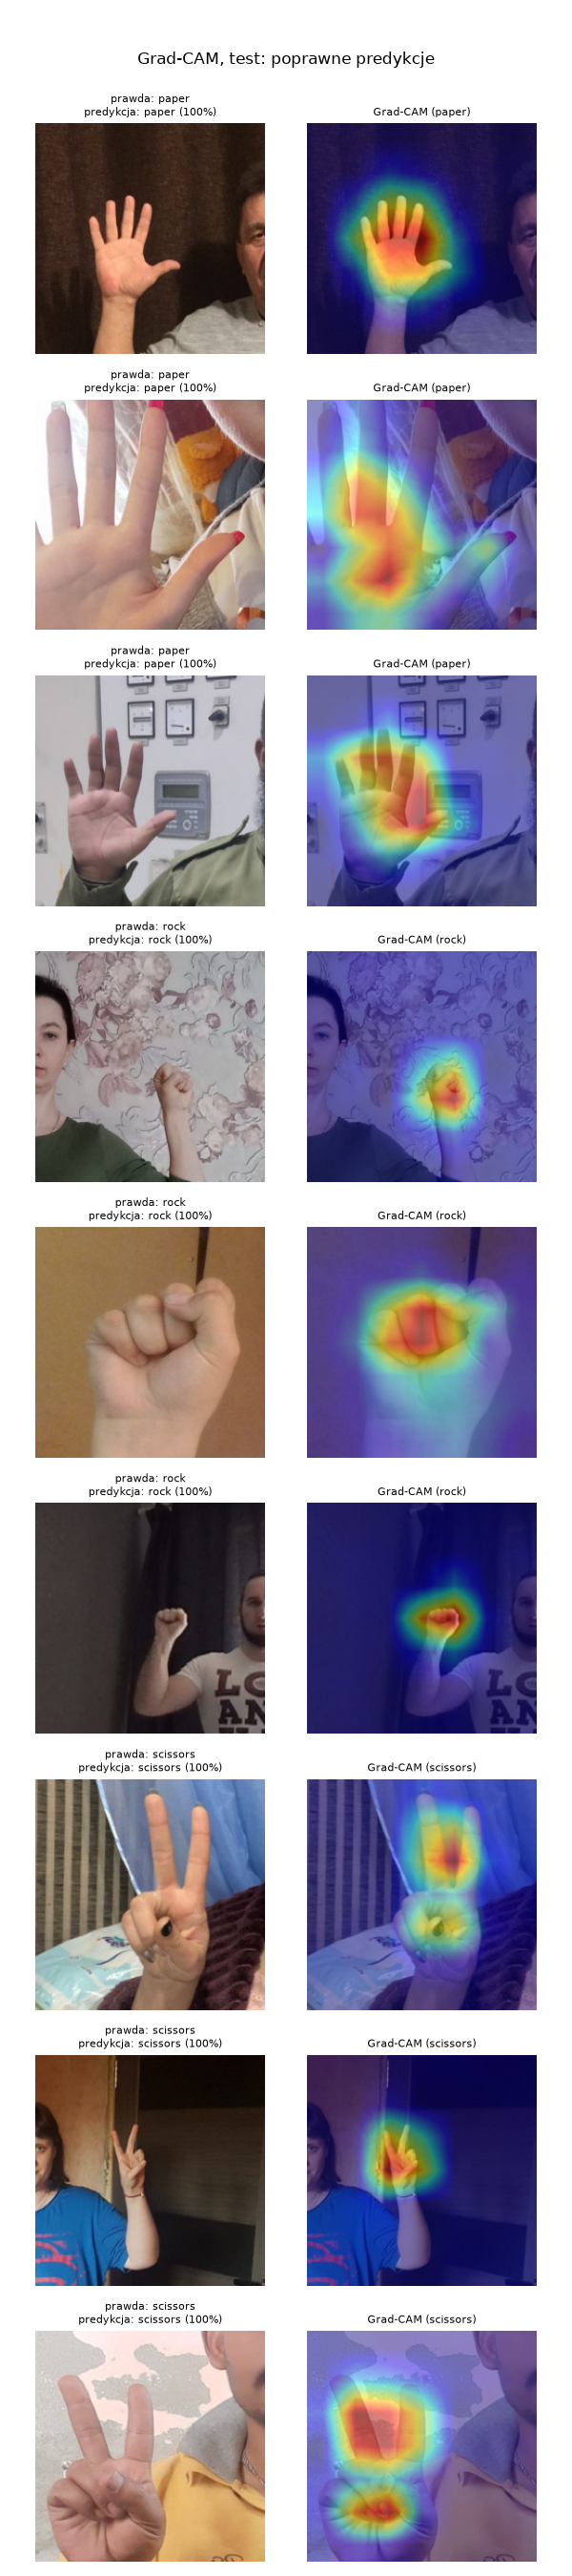 Grad-CAM, test: poprawne predykcje
prawda: paper
predykcja: paper (100%)
Grad-CAM (paper)
prawda: paper
predykcja: paper (100%)
Grad-CAM (paper)
prawda: paper
predykcja: paper (100%)
Grad-CAM (paper)
prawda: rock
predykcja: rock (100%)
Grad-CAM (rock)
prawda: rock
predykcja: rock (100%)
Grad-CAM (rock)
prawda: rock
predykcja: rock (100%)
Grad-CAM (rock)
LO
AN
LO
AN
prawda: scissors
predykcja: scissors (100%)
Grad-CAM (scissors)
prawda: scissors
predykcja: scissors (100%)
Grad-CAM (scissors)
prawda: scissors
predykcja: scissors (100%)
Grad-CAM (scissors)